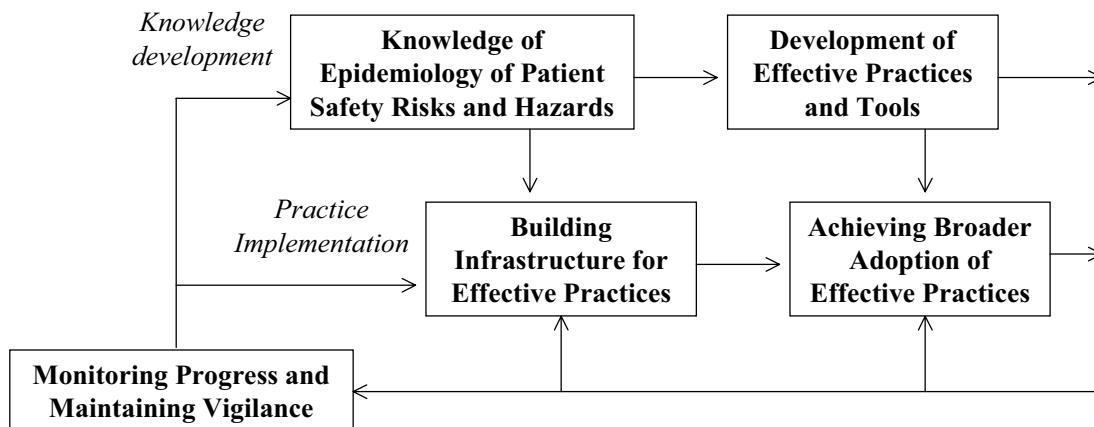 Knowledge
development
Knowledge of
Epidemiology of Patient
Safety Risks and Hazards
Development of
Effective Practices
and Tools
Practice
Implementation
Building
Infrastructure for
Effective Practices
Achieving Broader
Adoption of
Effective Practices
Monitoring Progress and
Maintaining Vigilance